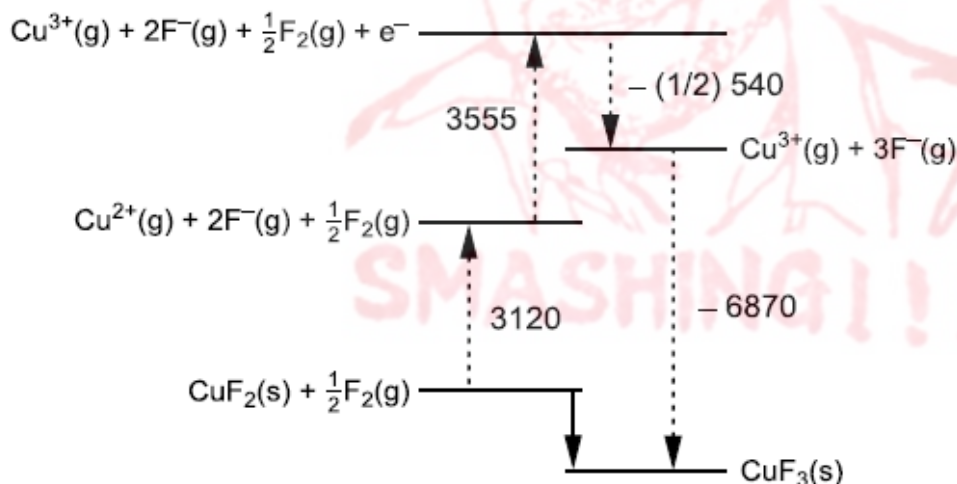 Cu³⁺(g) + 2F⁻(g) + ½F₂(g) + e⁻
– (1/2) 540
3555
Cu³⁺(g) + 3F⁻(g)
Cu²⁺(g) + 2F⁻(g) + ½F₂(g)
SMASHING!!
3120
– 6870
CuF₂(s) + ½F₂(g)
CuF₃(s)